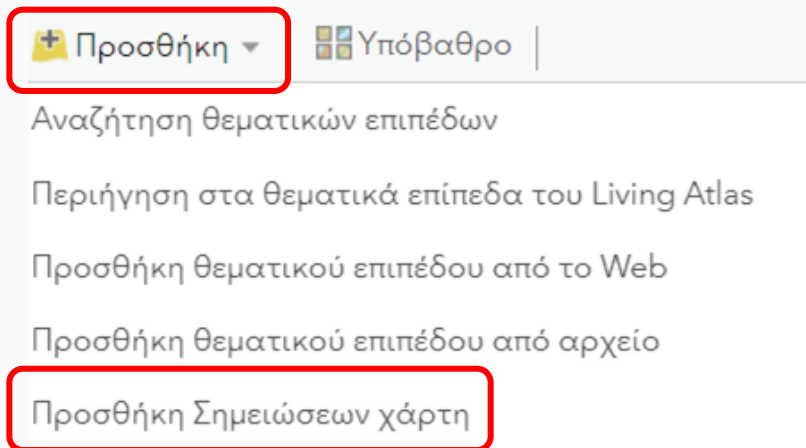 Προσθήκη Υπόβαθρο
Αναζήτηση θεματικών επιπέδων
Περιήγηση στα θεματικά επίπεδα του Living Atlas
Προσθήκη θεματικού επιπέδου από το Web
Προσθήκη θεματικού επιπέδου από αρχείο
Προσθήκη Σημειώσεων χάρτη